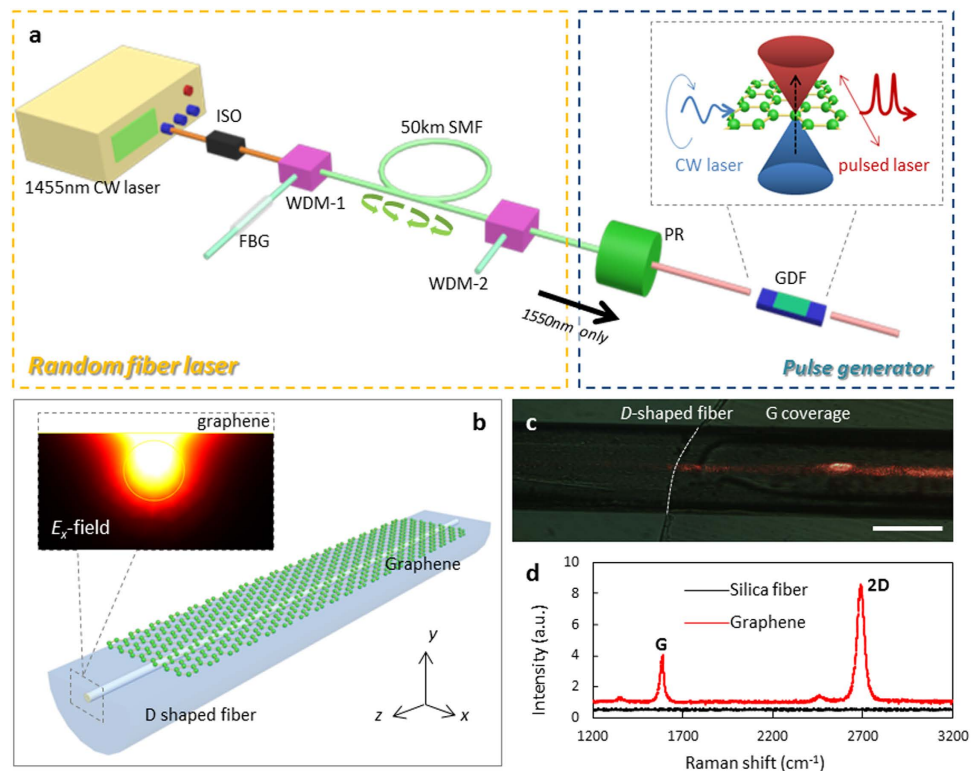 a
1455nm CW laser
ISO
WDM-1
FBG
50km SMF
WDM-2
1550nm only
Random fiber laser
CW laser
pulsed laser
PR
GDF
Pulse generator
b
graphene
Eₓ-field
Graphene
D shaped fiber
y
z
x
c
D-shaped fiber
G coverage
d
Intensity (a.u.)
10
8
6
4
2
0
Silica fiber
Graphene
G
2D
1200 1700 2200 2700 3200
Raman shift (cm⁻¹)